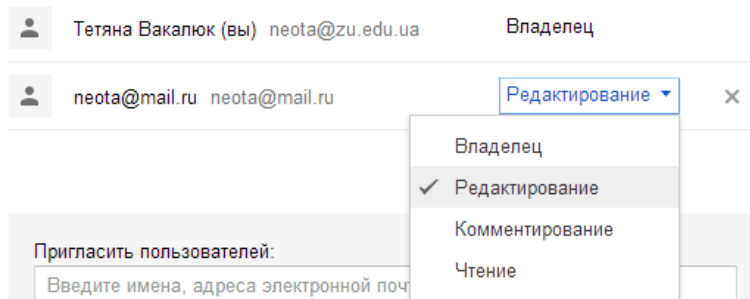 Тетяна Вакалюк (вы) neota@zu.edu.ua Владелец
neota@mail.ru neota@mail.ru Редактирование
Владелец
Редактирование
Комментирование
Чтение
Пригласить пользователей:
Введите имена, адреса электронной